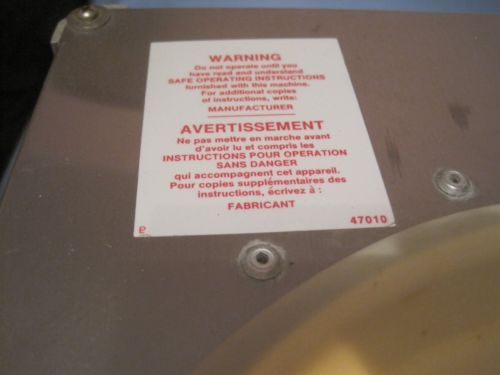 WARNING
Do not operate until you
have read and understand
SAFE OPERATING INSTRUCTIONS
furnished with this machine.
For additional copies
of instructions, write:
MANUFACTURER
AVERTISSEMENT
Ne pas mettre en marche avant
d'avoir lu et compris les
INSTRUCTIONS POUR OPERATION
SANS DANGER
qui accompagnent cet appareil.
Pour copies supplémentaires des
instructions, écrivez à :
FABRICANT
47010